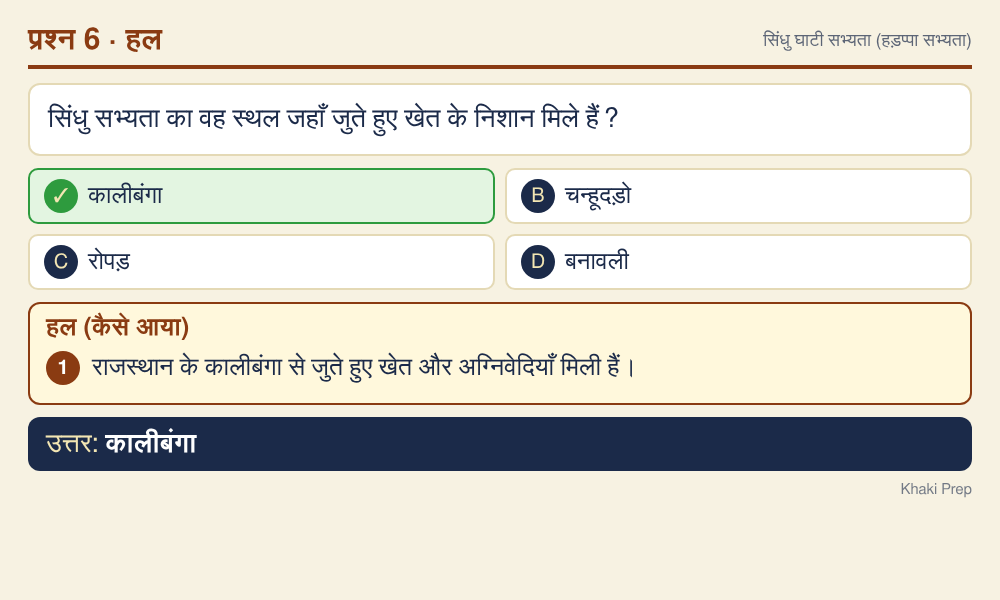 प्रश्न 6 · हल
सिंधु घाटी सभ्यता (हड़प्पा सभ्यता)
सिंधु सभ्यता का वह स्थल जहाँ जुते हुए खेत के निशान मिले हैं ?
✓ कालीबंगा
B चन्हूदड़ो
C रोपड़
D बनावली
हल (कैसे आया)
1 राजस्थान के कालीबंगा से जुते हुए खेत और अग्निवेदियाँ मिली हैं।
उत्तर: कालीबंगा
Khaki Prep